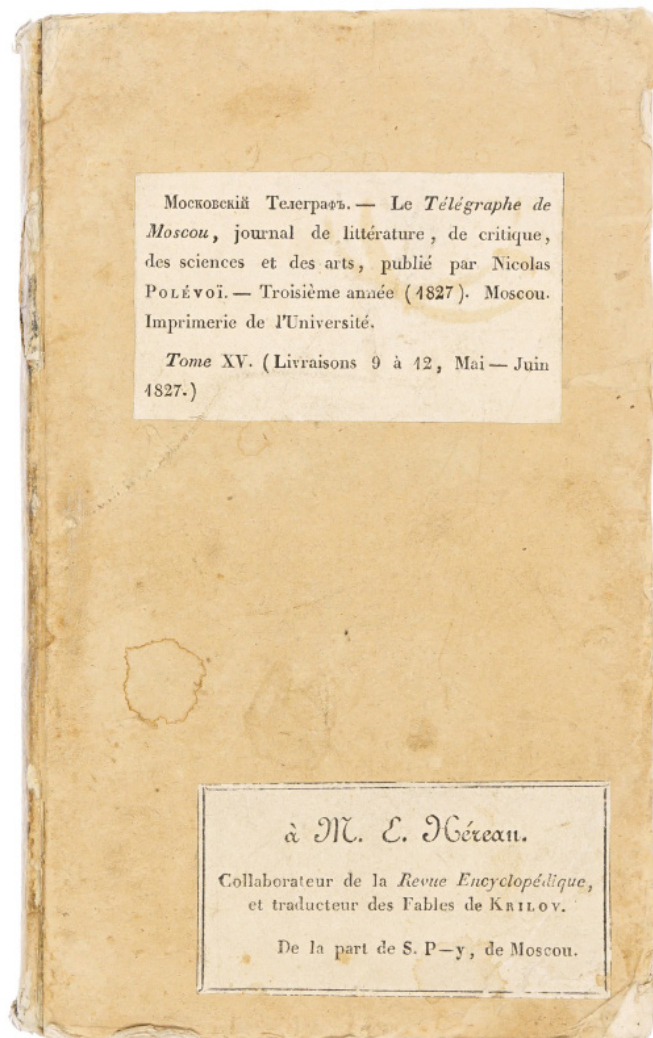 Московскій Телеграфъ. — Le Télégraphe de
Moscou, journal de littérature, de critique,
des sciences et des arts, publié par Nicolas
Polévoï. — Troisième année (1827). Moscou.
Imprimerie de l'Université.
Tome XV. (Livraisons 9 à 12, Mai — Juin
1827.)
à M. E. Héreau.
Collaborateur de la Revue Encyclopédique,
et traducteur des Fables de Krilov.
De la part de S. P—y, de Moscou.